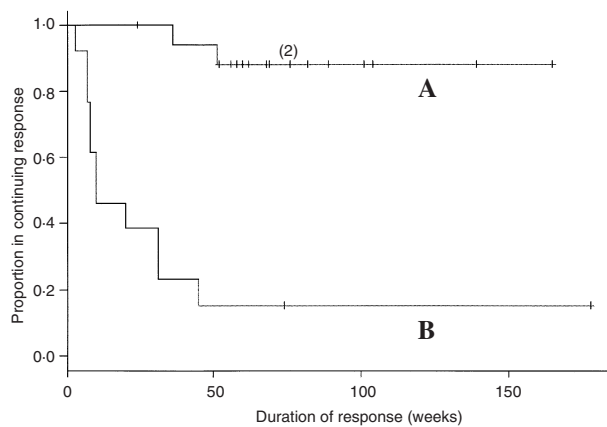 Proportion in continuing response
1·0
0·8
0·6
0·4
0·2
0·0
(2)
A
B
0
50
100
150
Duration of response (weeks)